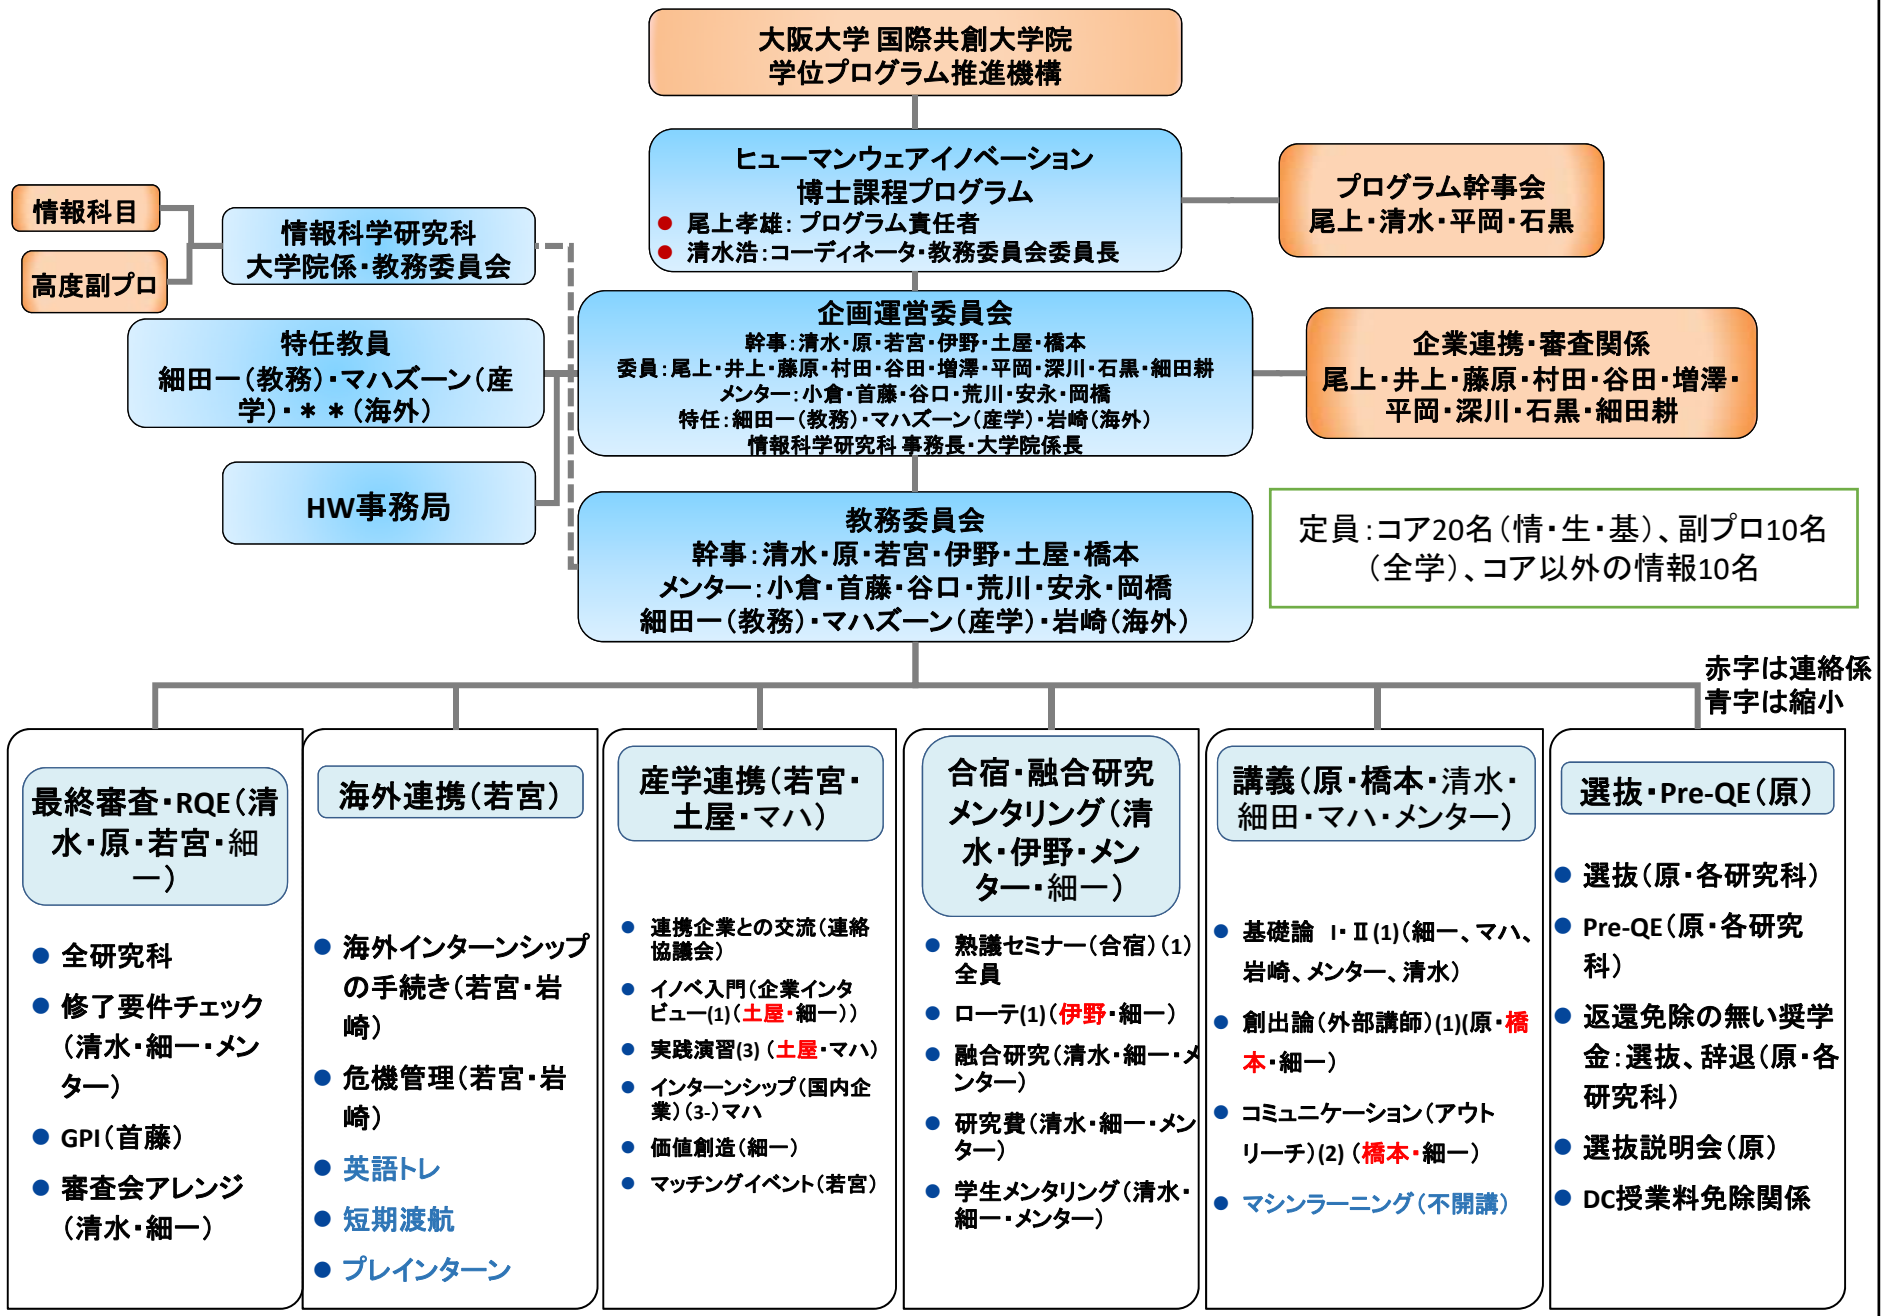 大阪大学 国際共創大学院
学位プログラム推進機構
ヒューマンウェアイノベーション
博士課程プログラム
● 尾上孝雄：プログラム責任者
● 清水浩：コーディネータ・教務委員会委員長
プログラム幹事会
尾上・清水・平岡・石黒
情報科目
高度副プロ
情報科学研究科
大学院係・教務委員会
特任教員
細田一（教務）・マハズーン（産
学）・＊＊（海外）
HW事務局
企画運営委員会
幹事：清水・原・若宮・伊野・土屋・橋本
委員：尾上・井上・藤原・村田・谷田・増澤・平岡・深川・石黒・細田耕
メンター：小倉・首藤・谷口・荒川・安永・岡橋
特任：細田一（教務）・マハズーン（産学）・岩崎（海外）
情報科学研究科 事務長・大学院係長
企業連携・審査関係
尾上・井上・藤原・村田・谷田・増澤・
平岡・深川・石黒・細田耕
教務委員会
幹事：清水・原・若宮・伊野・土屋・橋本
メンター：小倉・首藤・谷口・荒川・安永・岡橋
細田一（教務）・マハズーン（産学）・岩崎（海外）
定員：コア20名（情・生・基）、副プロ10名
（全学）、コア以外の情報10名
赤字は連絡係
青字は縮小
最終審査・RQE（清
水・原・若宮・細
一）
● 全研究科
● 修了要件チェック
（清水・細一・メン
ター）
● GPI（首藤）
● 審査会アレンジ
（清水・細一）
海外連携（若宮）
● 海外インターンシップ
の手続き（若宮・岩
崎）
● 危機管理（若宮・岩
崎）
● 英語トレ
● 短期渡航
● プレインターン
産学連携（若宮・
土屋・マハ）
● 連携企業との交流（連絡
協議会）
● イノベ入門（企業インタ
ビュー(1)（土屋・細一））
● 実践演習(3)（土屋・マハ）
● インターンシップ（国内企
業）（3-）マハ
● 価値創造（細一）
● マッチングイベント（若宮）
合宿・融合研究
メンタリング（清
水・伊野・メン
ター・細一）
● 熟議セミナー（合宿）（1）
全員
● ローテ(1)（伊野・細一）
● 融合研究（清水・細一・メ
ンター）
● 研究費（清水・細一・メン
ター）
● 学生メンタリング（清水・
細一・メンター）
講義（原・橋本・清水・
細田・マハ・メンター）
● 基礎論 Ⅰ・Ⅱ(1)（細一、マハ、
岩崎、メンター、清水）
● 創出論（外部講師）(1)(原・橋
本・細一）
● コミュニケーション（アウト
リーチ）(2)（橋本・細一）
● マシンラーニング（不開講）
選抜・Pre-QE（原）
● 選抜（原・各研究科）
● Pre-QE（原・各研究
科）
● 返還免除の無い奨学
金：選抜、辞退（原・各
研究科）
● 選抜説明会（原）
● DC授業料免除関係